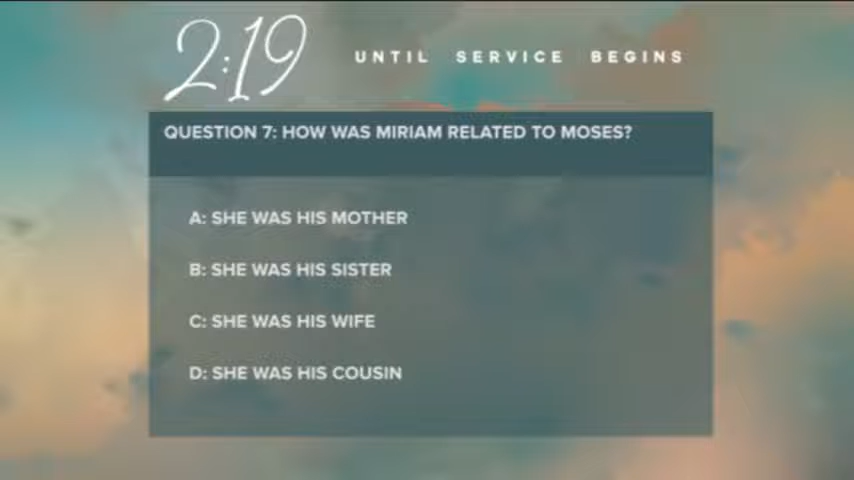 2:19 UNTIL SERVICE BEGINS
QUESTION 7: HOW WAS MIRIAM RELATED TO MOSES?
A: SHE WAS HIS MOTHER
B: SHE WAS HIS SISTER
C: SHE WAS HIS WIFE
D: SHE WAS HIS COUSIN